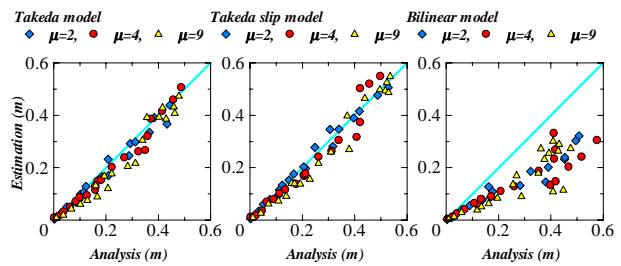 Takeda model
μ=2, μ=4, μ=9
0.6
0.4
0.2
0
0.2 0.4 0.6
Estimation (m)
Analysis (m)
Takeda slip model
μ=2, μ=4, μ=9
0.6
0.4
0.2
0
0.2 0.4 0.6
Analysis (m)
Bilinear model
μ=2, μ=4, μ=9
0.6
0.4
0.2
0
0.2 0.4 0.6
Analysis (m)